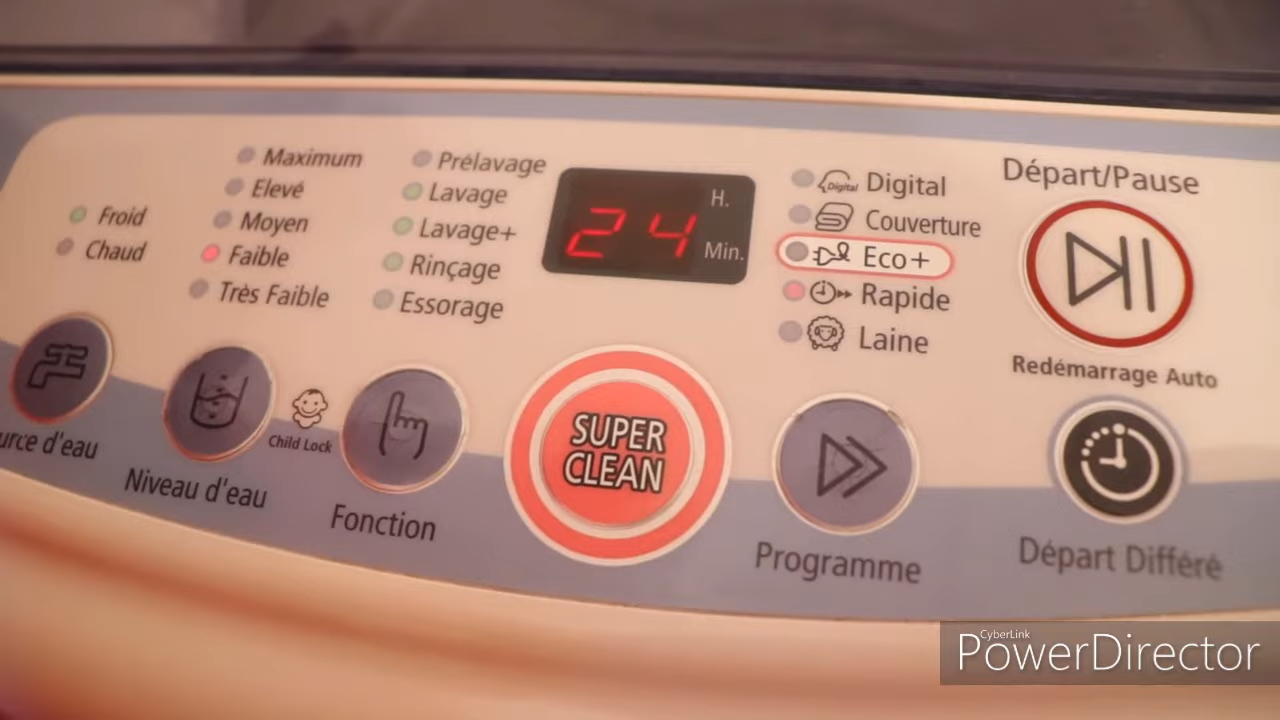 Froid
Chaud
Maximum
Elevé
Moyen
Faible
Très Faible
Prélavage
Lavage
Lavage+
Rinçage
Essorage
24
H.
Min.
Digital
Digital
Couverture
Eco+
Rapide
Laine
Départ/Pause
Redémarrage Auto
urce d'eau
Niveau d'eau
Child Lock
Fonction
SUPER
CLEAN
Programme
Départ Différé
CyberLink
PowerDirector